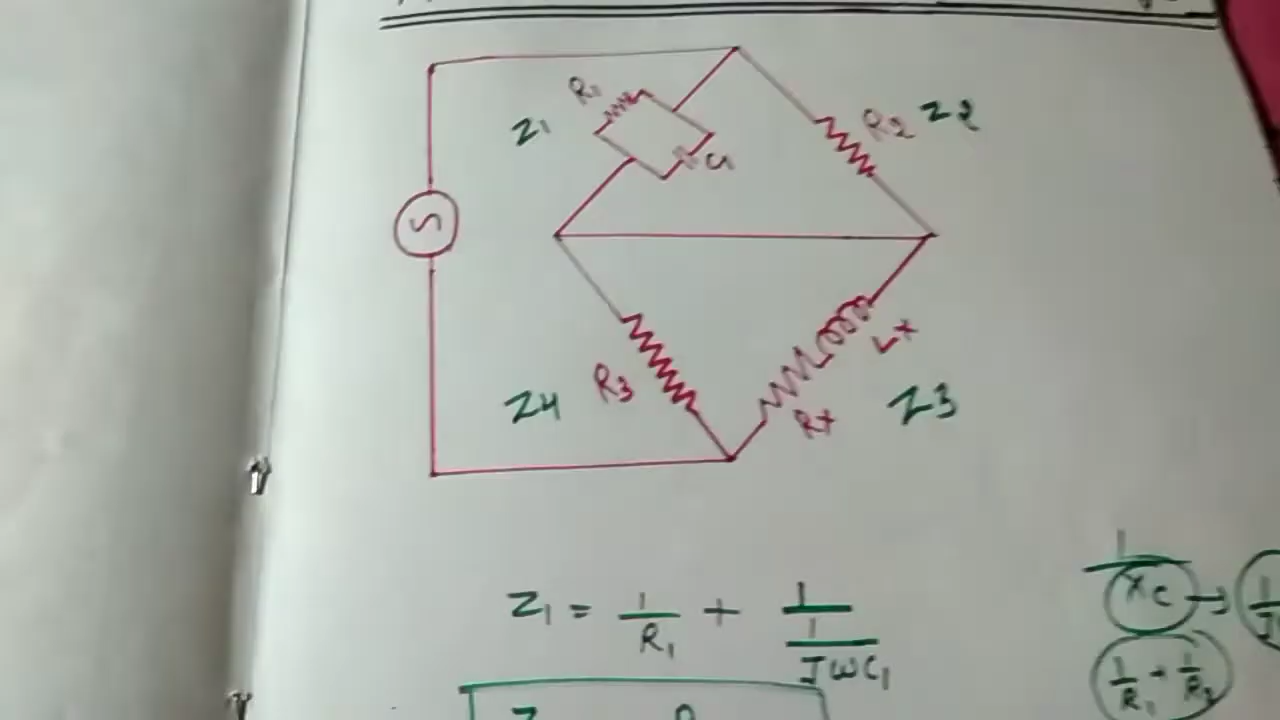 R1
Z1
C1
R2 Z2
S
Lx
Rx
Z3
R3
Z4
Z1 = 1/R1 + 1/(1/JWC1)
1/Xc →
1/R1 + 1/R2